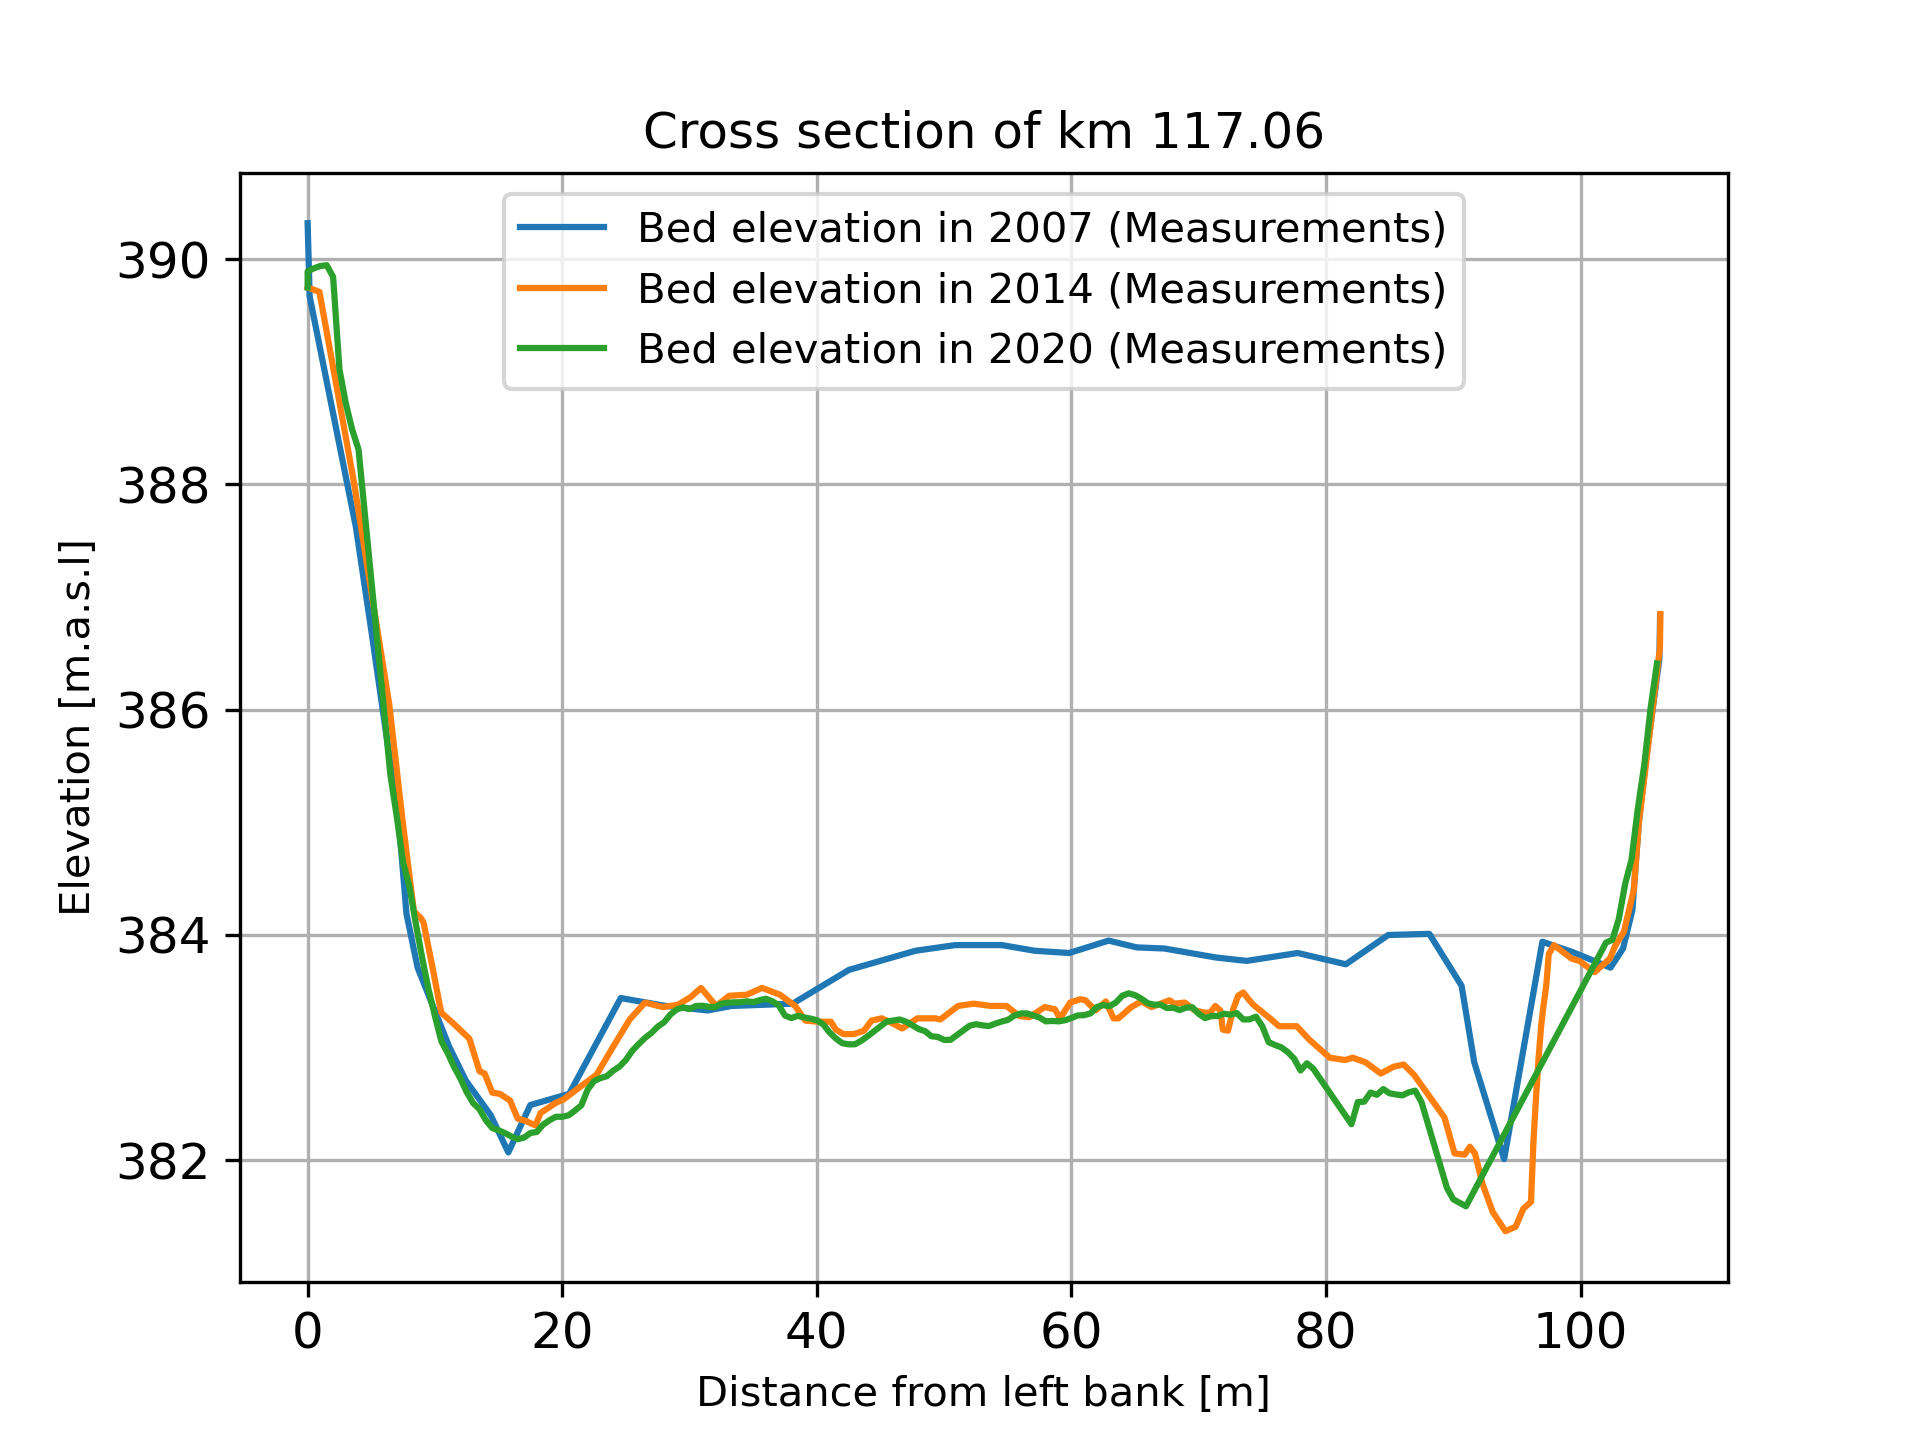 Cross section of km 117.06
Bed elevation in 2007 (Measurements)
Bed elevation in 2014 (Measurements)
Bed elevation in 2020 (Measurements)
390
388
386
384
382
Elevation [m.a.s.l]
0 20 40 60 80 100
Distance from left bank [m]